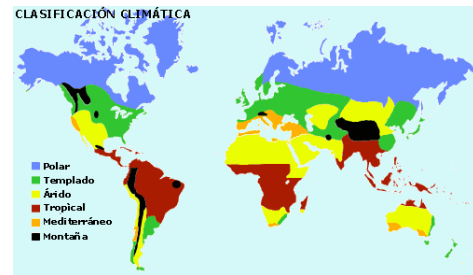 CLASIFICACIÓN CLIMÁTICA
Polar
Templado
Árido
Tropical
Mediterráneo
Montaña